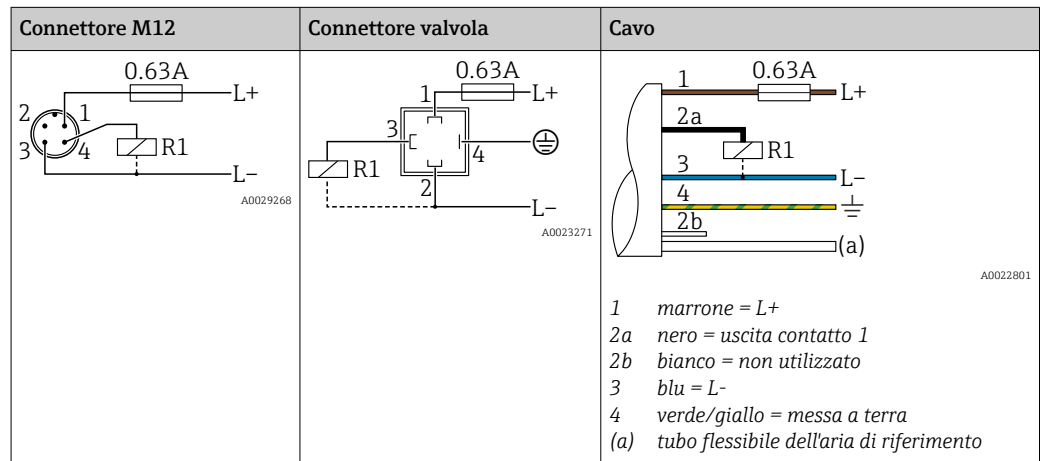 Connettore M12
Connettore valvola
Cavo
0.63A
L+
2
1
3
4
R1
L–
A0029268
0.63A
1
L+
3
4
R1
2
L–
A0023271
1
0.63A
L+
2a
R1
3
L–
4
2b
(a)
A0022801
1 marrone = L+
2a nero = uscita contatto 1
2b bianco = non utilizzato
3 blu = L-
4 verde/giallo = messa a terra
(a) tubo flessibile dell'aria di riferimento